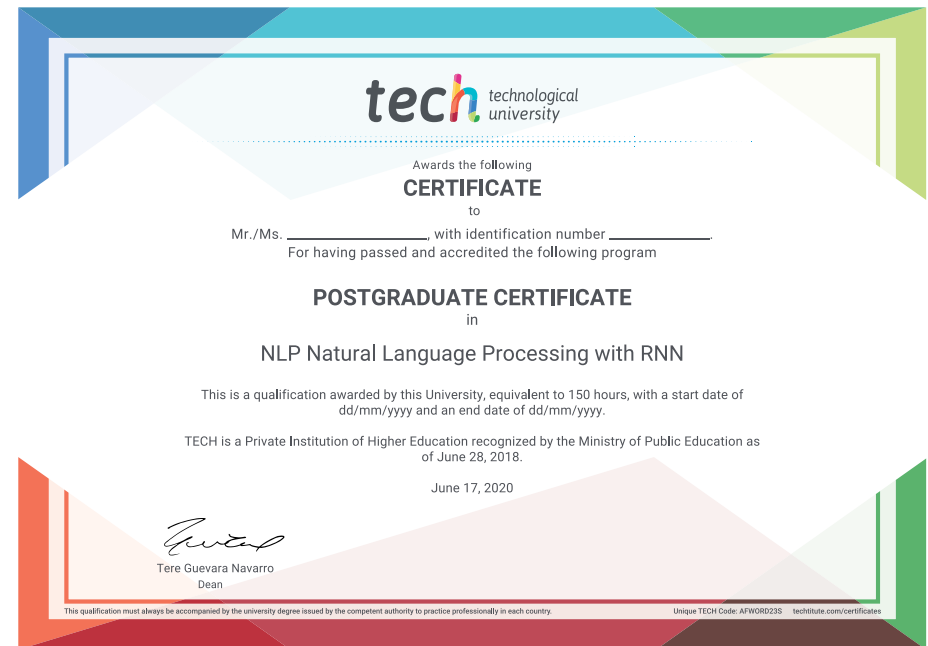 tech technological
university
Awards the following
CERTIFICATE
to
Mr./Ms. ____________________, with identification number ______________.
For having passed and accredited the following program
POSTGRADUATE CERTIFICATE
in
NLP Natural Language Processing with RNN
This is a qualification awarded by this University, equivalent to 150 hours, with a start date of
dd/mm/yyyy and an end date of dd/mm/yyyy.
TECH is a Private Institution of Higher Education recognized by the Ministry of Public Education as
of June 28, 2018.
June 17, 2020
Tere Guevara Navarro
Dean
This qualification must always be accompanied by the university degree issued by the competent authority to practice professionally in each country. Unique TECH Code: AFWORD23S techtitute.com/certificates